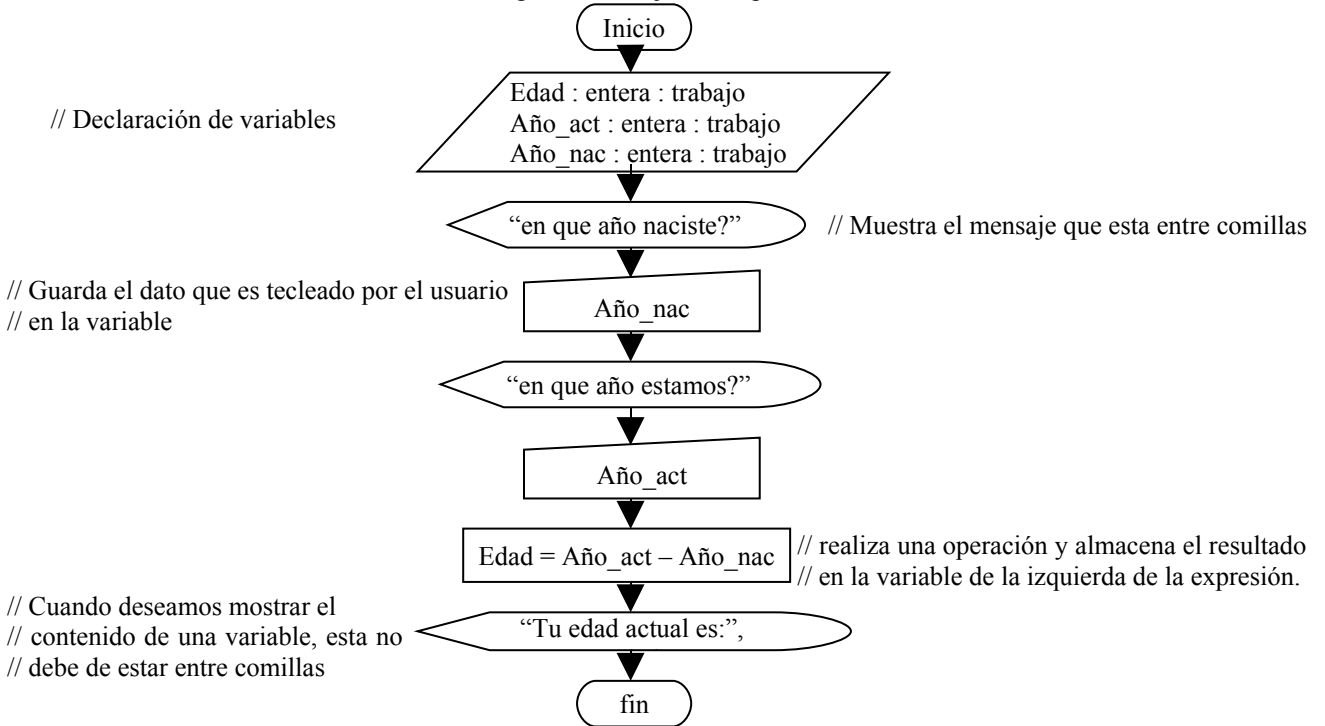 Inicio
// Declaración de variables
Edad : entera : trabajo
Año_act : entera : trabajo
Año_nac : entera : trabajo
“en que año naciste?”
// Muestra el mensaje que esta entre comillas
// Guarda el dato que es tecleado por el usuario
// en la variable
Año_nac
“en que año estamos?”
Año_act
Edad = Año_act – Año_nac
// realiza una operación y almacena el resultado
// en la variable de la izquierda de la expresión.
// Cuando deseamos mostrar el
// contenido de una variable, esta no
// debe de estar entre comillas
“Tu edad actual es:”,
fin